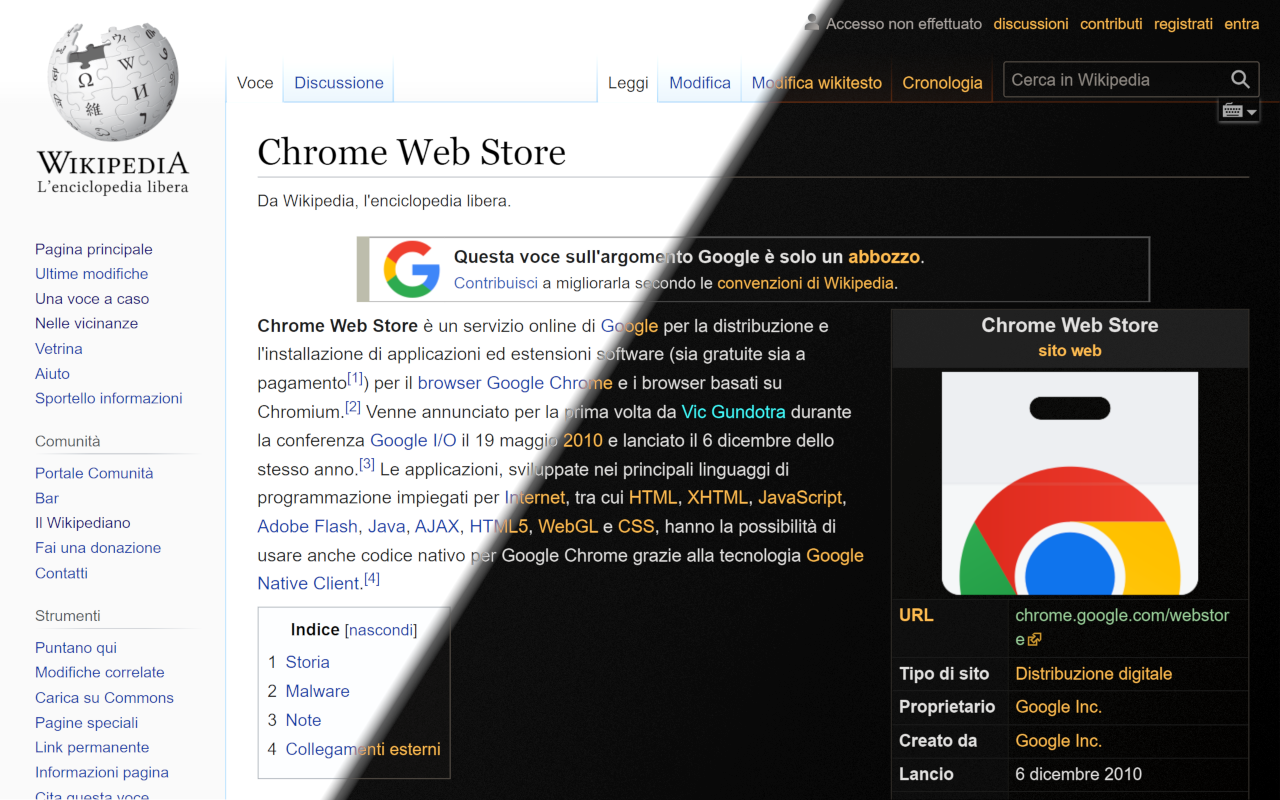 Accesso non effettuato discussioni contributi registrati entra
WIKIPEDIA
L'enciclopedia libera
Voce Discussione Leggi Modifica Modifica wikitesto Cronologia Cerca in Wikipedia
Chrome Web Store
Da Wikipedia, l'enciclopedia libera.
Pagina principale
Ultime modifiche
Una voce a caso
Nelle vicinanze
Vetrina
Aiuto
Sportello informazioni
Comunità
Portale Comunità
Bar
Il Wikipediano
Fai una donazione
Contatti
Strumenti
Puntano qui
Modifiche correlate
Carica su Commons
Pagine speciali
Link permanente
Informazioni pagina
Cita questa voce
Questa voce sull'argomento Google è solo un abbozzo.
Contribuisci a migliorarla secondo le convenzioni di Wikipedia.
Chrome Web Store è un servizio online di Google per la distribuzione e
l'installazione di applicazioni ed estensioni software (sia gratuite sia a
pagamento[1]) per il browser Google Chrome e i browser basati su
Chromium.[2] Venne annunciato per la prima volta da Vic Gundotra durante
la conferenza Google I/O il 19 maggio 2010 e lanciato il 6 dicembre dello
stesso anno.[3] Le applicazioni, sviluppate nei principali linguaggi di
programmazione impiegati per Internet, tra cui HTML, XHTML, JavaScript,
Adobe Flash, Java, AJAX, HTML5, WebGL e CSS, hanno la possibilità di
usare anche codice nativo per Google Chrome grazie alla tecnologia Google
Native Client.[4]
Indice [nascondi]
1 Storia
2 Malware
3 Note
4 Collegamenti esterni
Chrome Web Store
sito web
URL chrome.google.com/webstor
e
Tipo di sito Distribuzione digitale
Proprietario Google Inc.
Creato da Google Inc.
Lancio 6 dicembre 2010